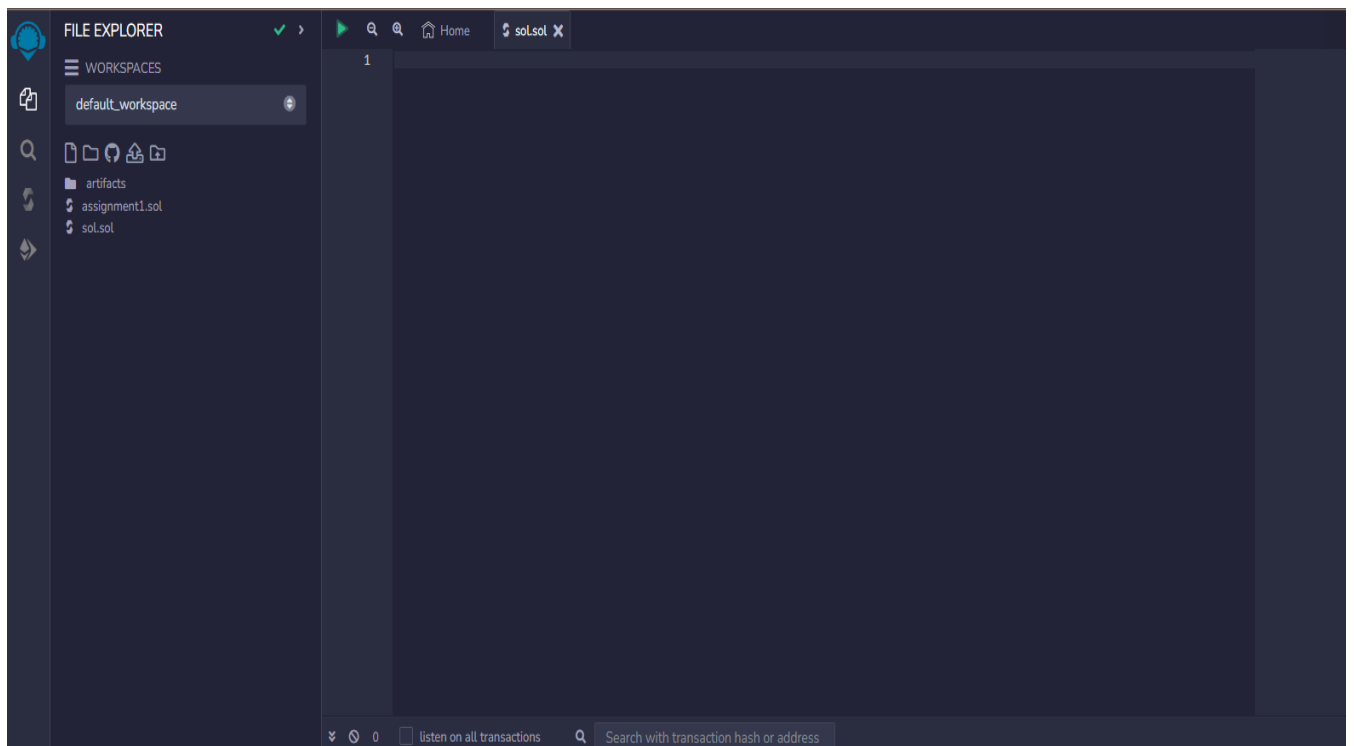 FILE EXPLORER
WORKSPACES
default_workspace
artifacts
assignment1.sol
sol.sol
Home
sol.sol
1
0
listen on all transactions
Search with transaction hash or address